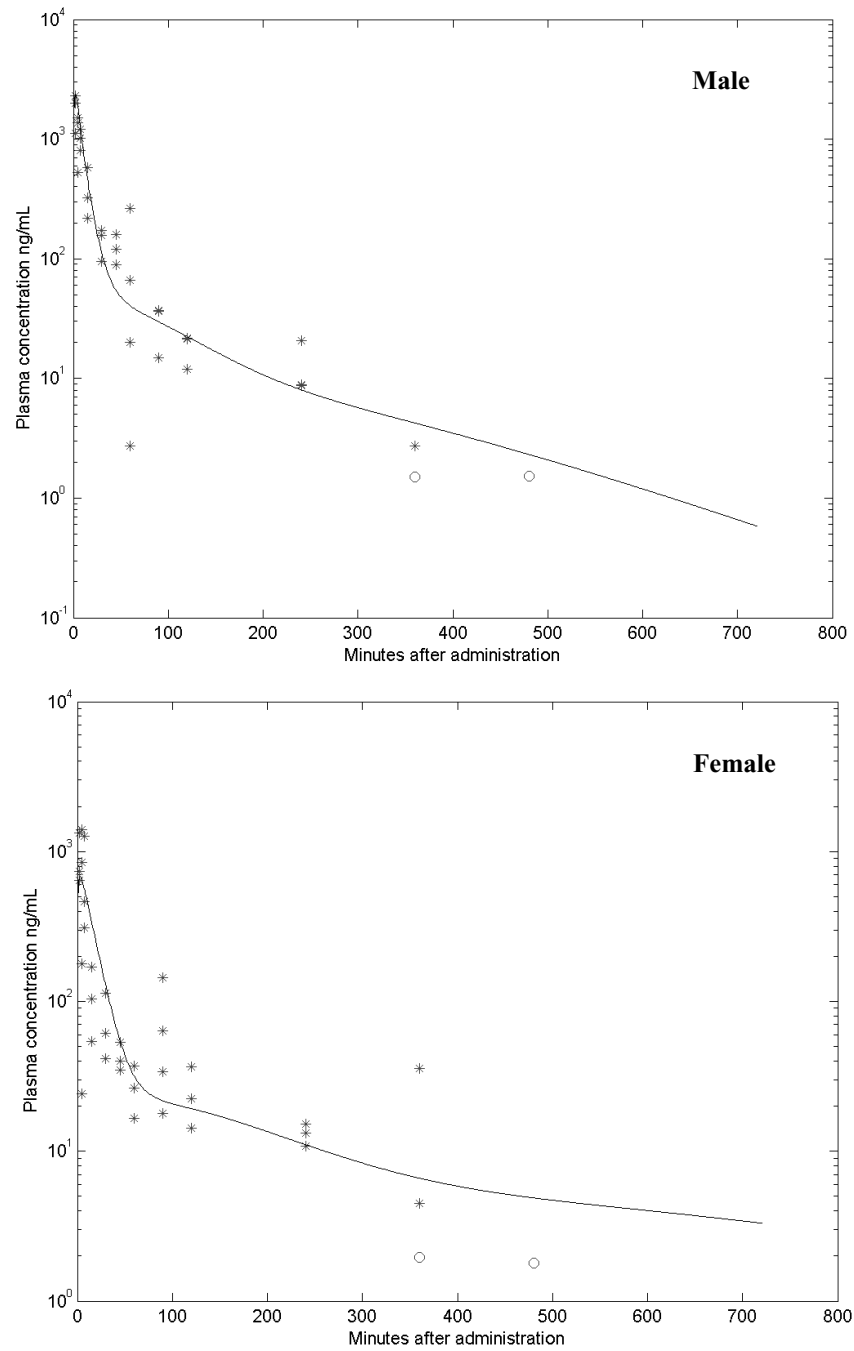 Male
10^4
10^3
10^2
10^1
10^0
10^-1
Plasma concentration ng/mL
0 100 200 300 400 500 600 700 800
Minutes after administration
Female
10^4
10^3
10^2
10^1
10^0
Plasma concentration ng/mL
0 100 200 300 400 500 600 700 800
Minutes after administration